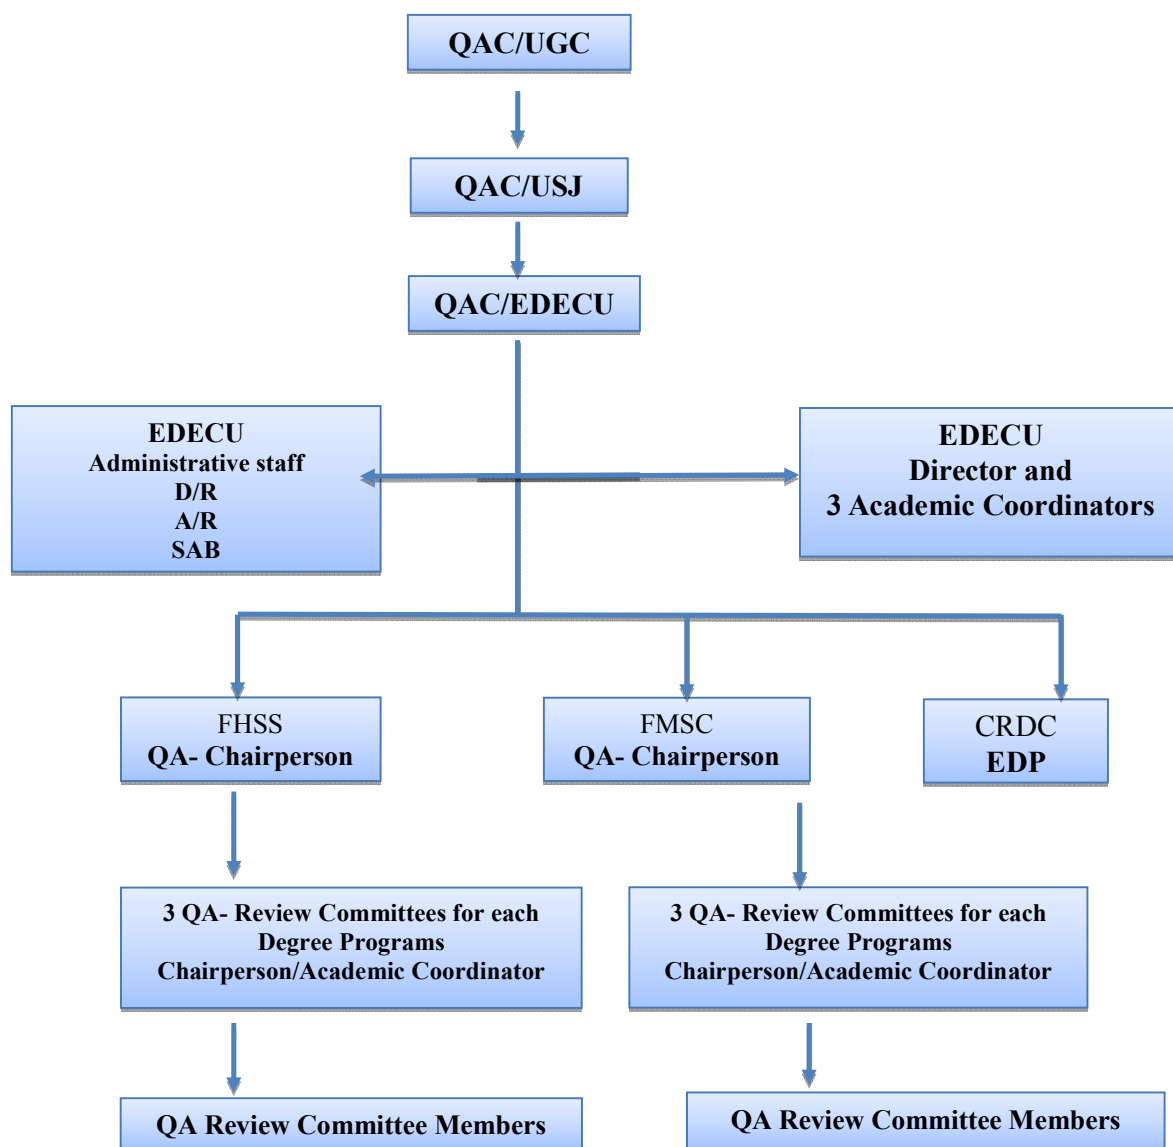 QAC/UGC
QAC/USJ
QAC/EDECU
EDECU
Administrative staff
D/R
A/R
SAB
EDECU
Director and
3 Academic Coordinators
FHSS
QA- Chairperson
FMSC
QA- Chairperson
CRDC
EDP
3 QA- Review Committees for each
Degree Programs
Chairperson/Academic Coordinator
3 QA- Review Committees for each
Degree Programs
Chairperson/Academic Coordinator
QA Review Committee Members
QA Review Committee Members